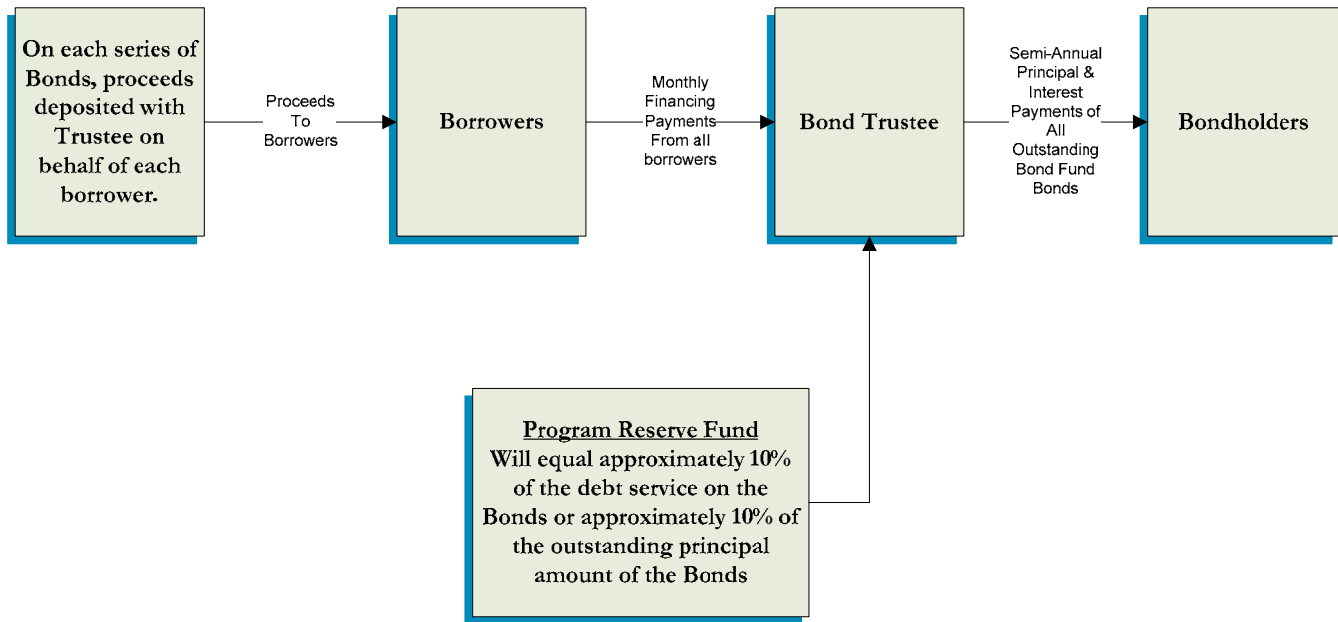 On each series of
Bonds, proceeds
deposited with
Trustee on
behalf of each
borrower.
Proceeds
To
Borrowers
Borrowers
Monthly
Financing
Payments
From all
borrowers
Bond Trustee
Semi-Annual
Principal &
Interest
Payments of
All
Outstanding
Bond Fund
Bonds
Bondholders
Program Reserve Fund
Will equal approximately 10%
of the debt service on the
Bonds or approximately 10% of
the outstanding principal
amount of the Bonds